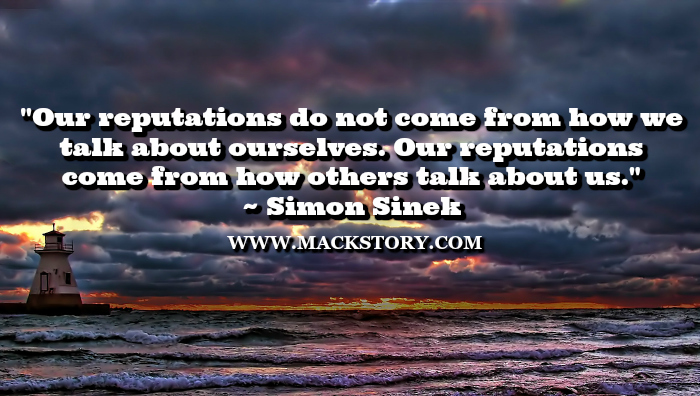 "Our reputations do not come from how we
talk about ourselves. Our reputations
come from how others talk about us."
~ Simon Sinek
WWW.MACKSTORY.COM